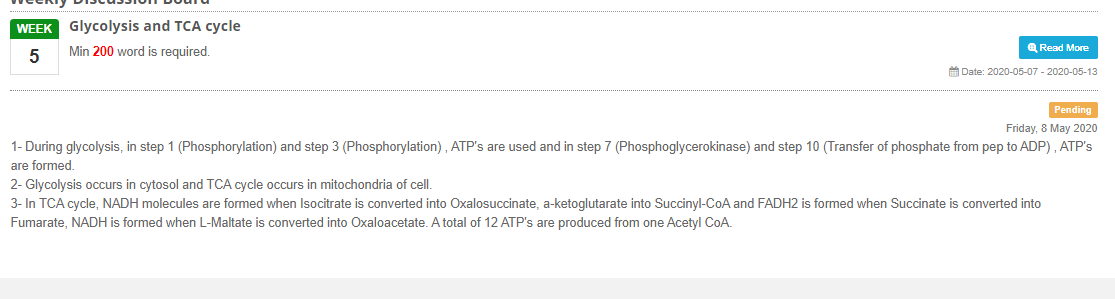 Weekly Discussion Board
WEEK
5
Glycolysis and TCA cycle
Min 200 word is required.
Read More
Date: 2020-05-07 - 2020-05-13
Pending
Friday, 8 May 2020
1- During glycolysis, in step 1 (Phosphorylation) and step 3 (Phosphorylation) , ATP's are used and in step 7 (Phosphoglycerokinase) and step 10 (Transfer of phosphate from pep to ADP) , ATP's
are formed.
2- Glycolysis occurs in cytosol and TCA cycle occurs in mitochondria of cell.
3- In TCA cycle, NADH molecules are formed when Isocitrate is converted into Oxalosuccinate, a-ketoglutarate into Succinyl-CoA and FADH2 is formed when Succinate is converted into
Fumarate, NADH is formed when L-Maltate is converted into Oxaloacetate. A total of 12 ATP's are produced from one Acetyl CoA.